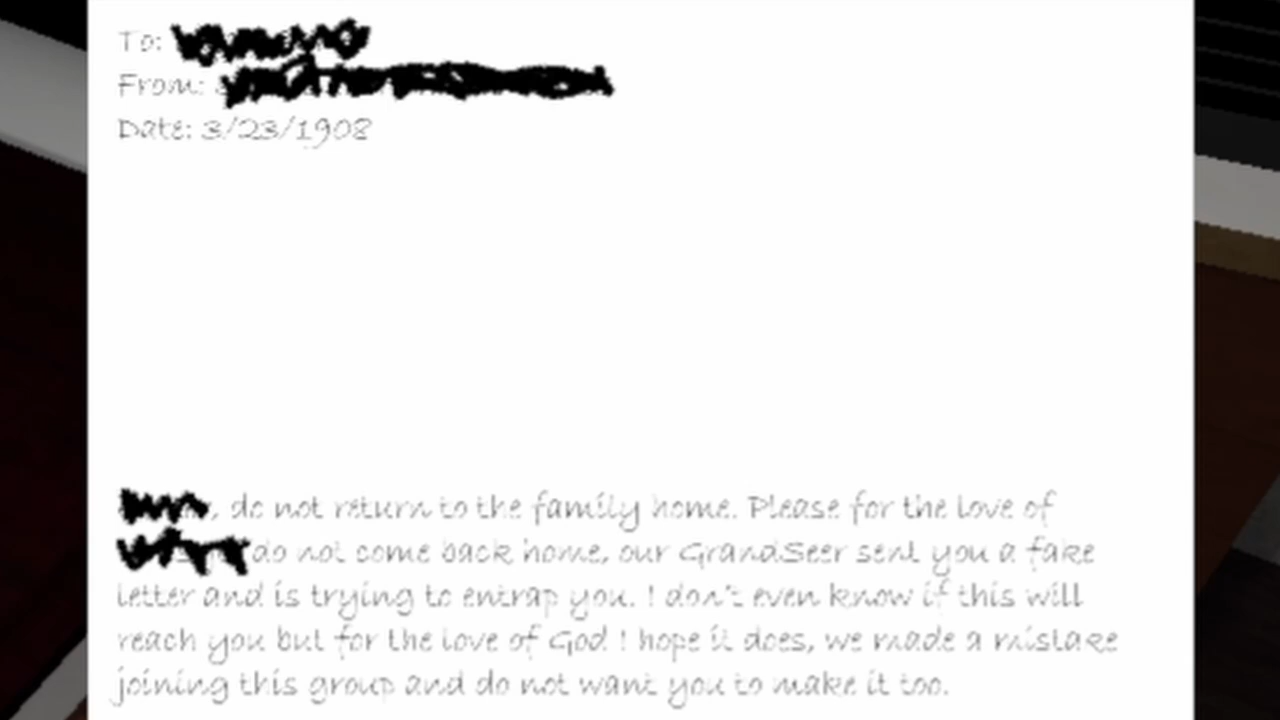 To:
From:
Date: 3/23/1908
, do not return to the family home. Please for the love of
do not come back home, our GrandSeer sent you a fake
letter and is trying to entrap you. I don't even know if this will
reach you but for the love of God I hope it does, we made a mistake
joining this group and do not want you to make it too.